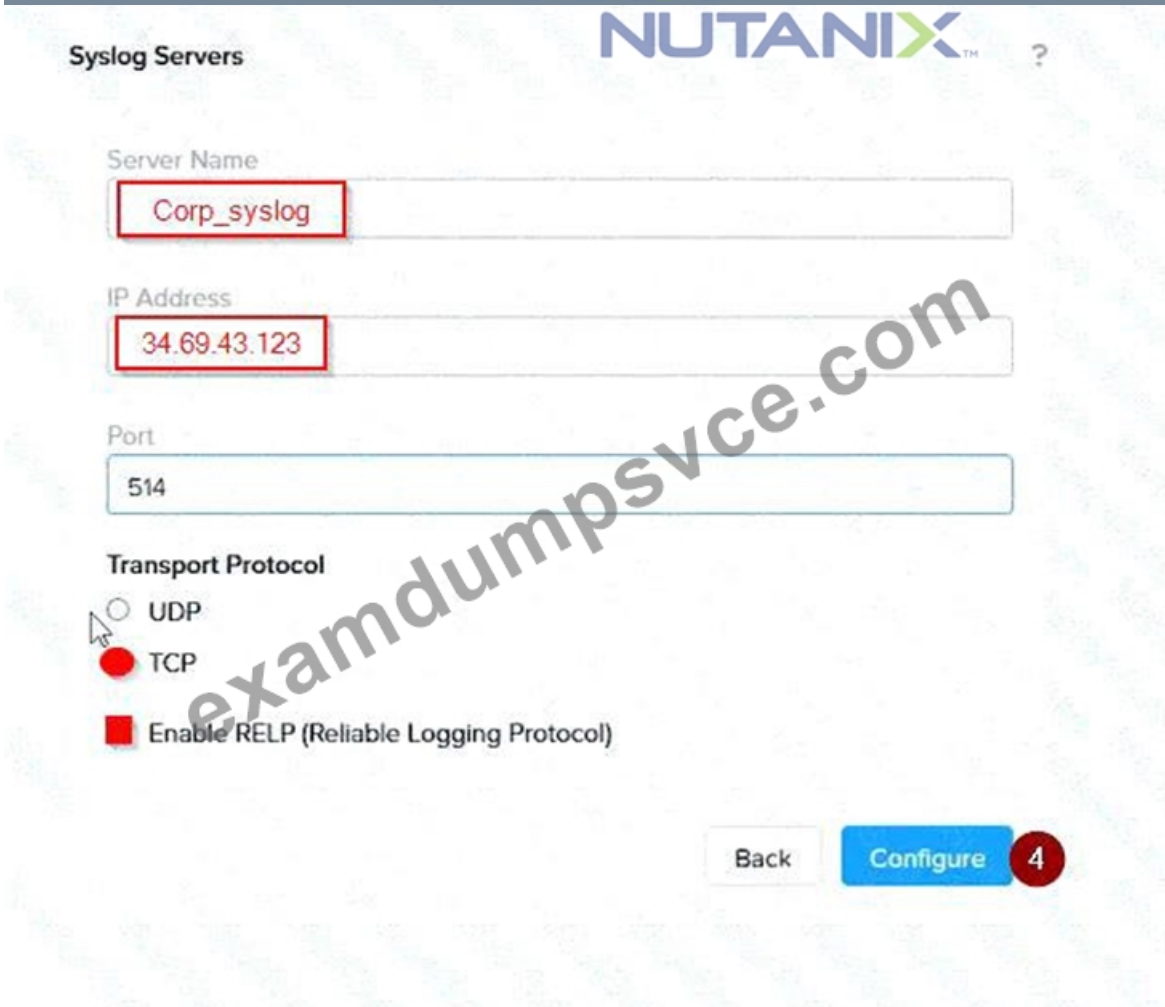 NUTANIX™
Syslog Servers
?
Server Name
Corp_syslog
IP Address
34.69.43.123
Port
514
Transport Protocol
UDP
TCP
Enable RELP (Reliable Logging Protocol)
Back
Configure
4
examdumpsvce.com